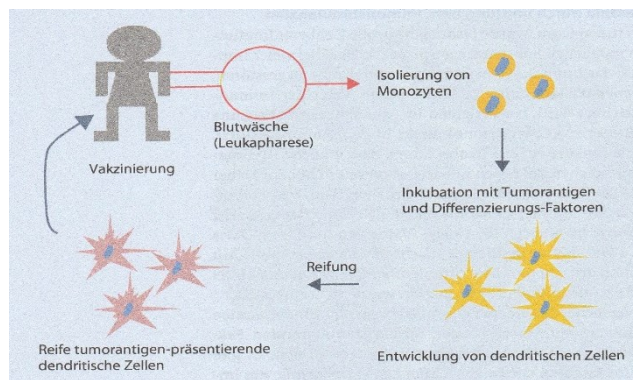 Isolierung von
Monozyten
Blutwäsche
(Leukapharese)
Vakzinierung
Inkubation mit Tumorantigen
und Differenzierungs-Faktoren
Reifung
Reife tumorantigen-präsentierende
dendritische Zellen
Entwicklung von dendritischen Zellen